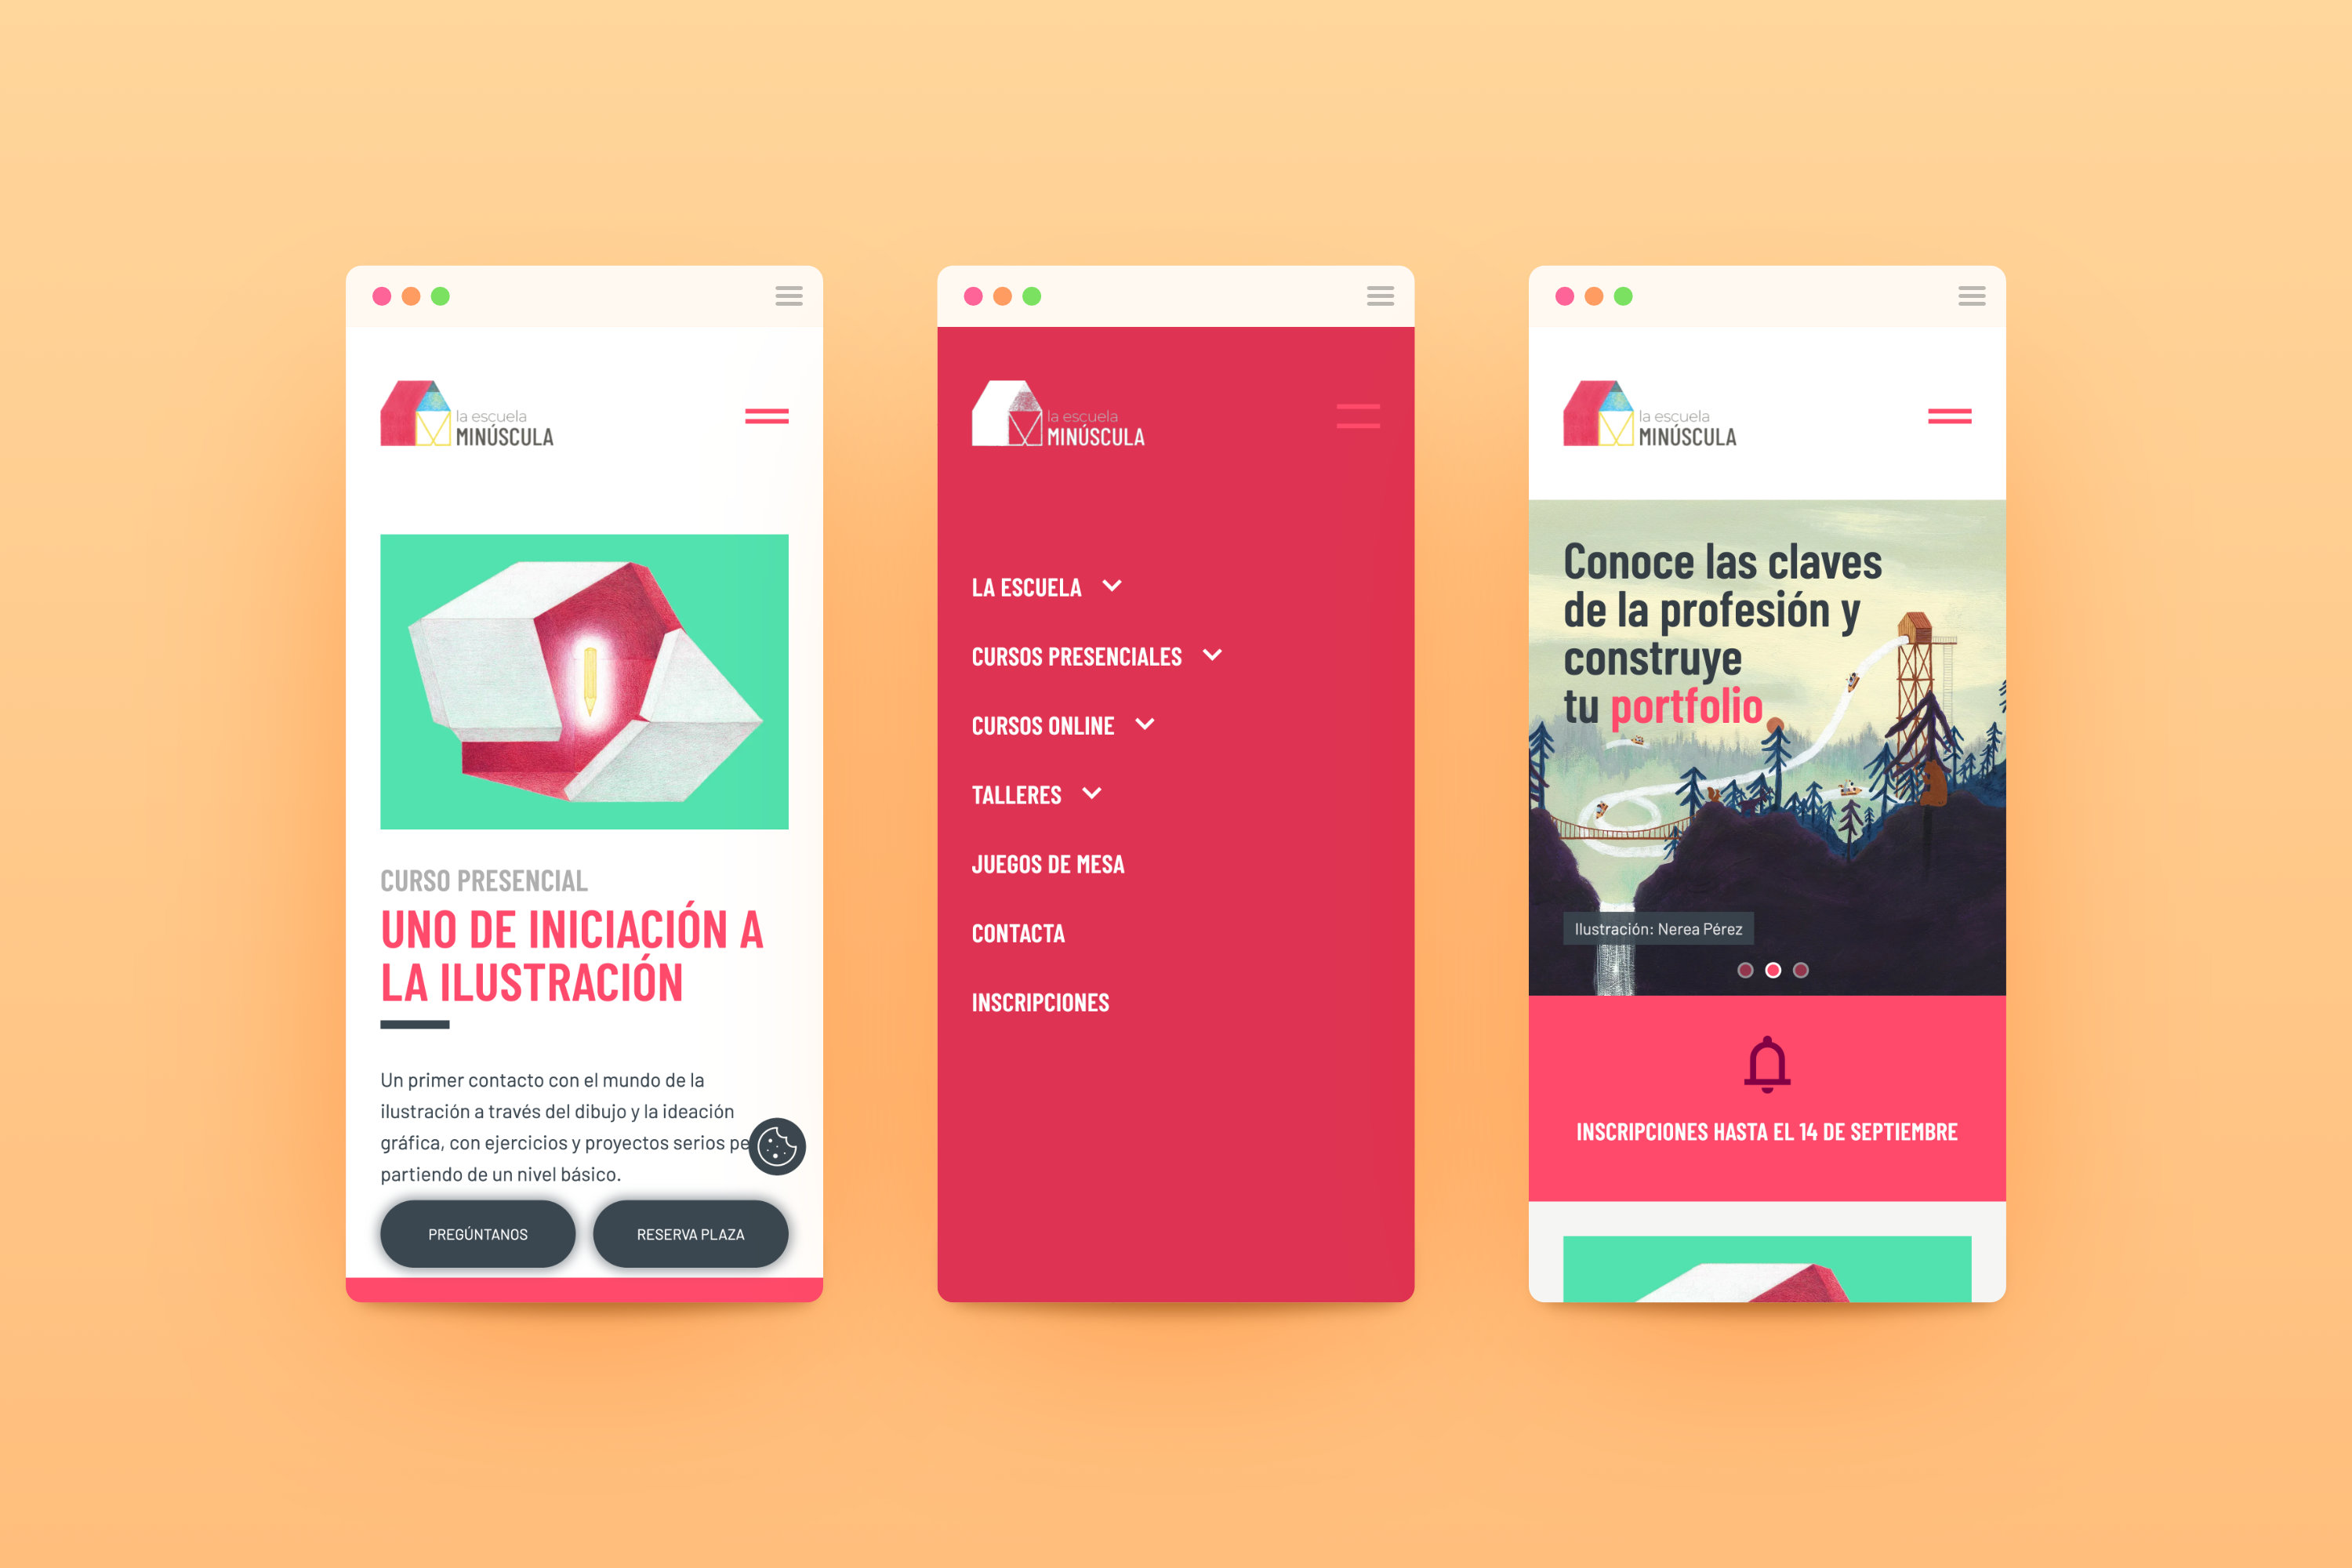 la escuela
MINÚSCULA
CURSO PRESENCIAL
UNO DE INICIACIÓN A
LA ILUSTRACIÓN
Un primer contacto con el mundo de la
ilustración a través del dibujo y la ideación
gráfica, con ejercicios y proyectos serios
partiendo de un nivel básico.
PREGÚNTANOS
RESERVA PLAZA
la escuela
MINÚSCULA
LA ESCUELA
CURSOS PRESENCIALES
CURSOS ONLINE
TALLERES
JUEGOS DE MESA
CONTACTA
INSCRIPCIONES
la escuela
MINÚSCULA
Conoce las claves
de la profesión y
construye
tu portfolio
Ilustración: Nerea Pérez
INSCRIPCIONES HASTA EL 14 DE SEPTIEMBRE